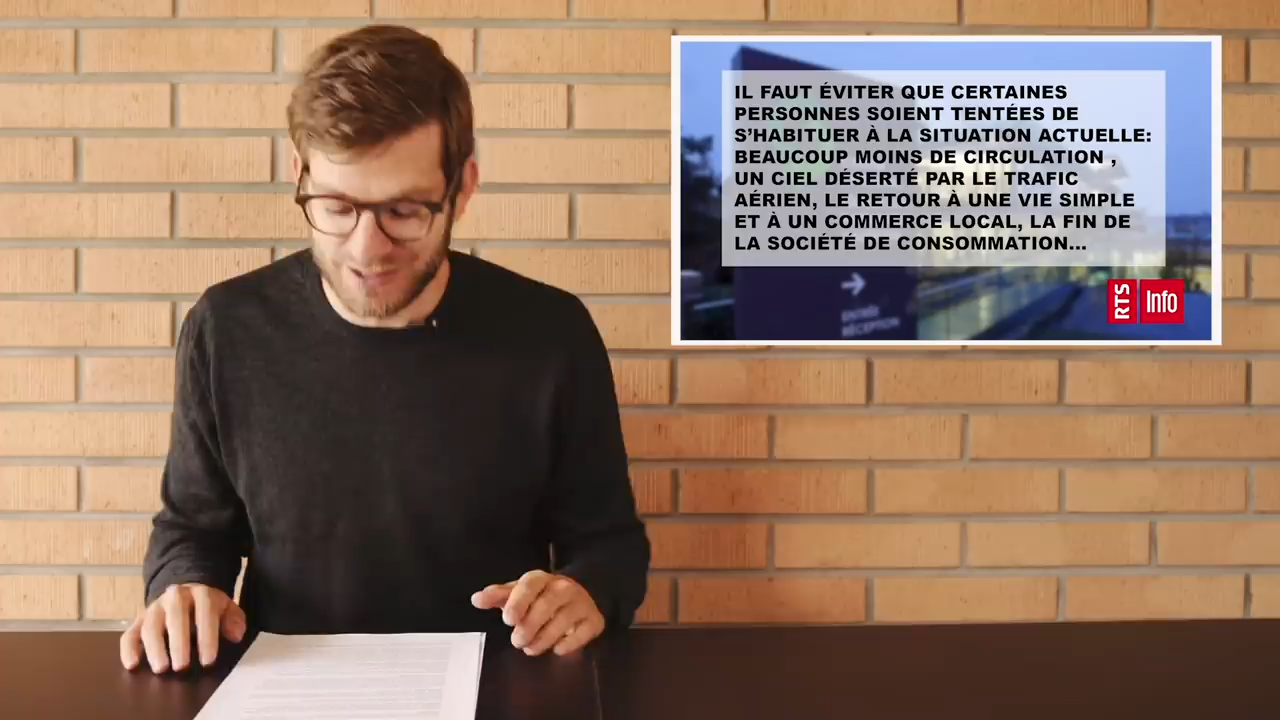 IL FAUT ÉVITER QUE CERTAINES
PERSONNES SOIENT TENTÉES DE
S'HABITUER À LA SITUATION ACTUELLE:
BEAUCOUP MOINS DE CIRCULATION ,
UN CIEL DÉSERTÉ PAR LE TRAFIC
AÉRIEN, LE RETOUR À UNE VIE SIMPLE
ET À UN COMMERCE LOCAL, LA FIN DE
LA SOCIÉTÉ DE CONSOMMATION...
ENTRÉE
RÉCEPTION
RTS Info